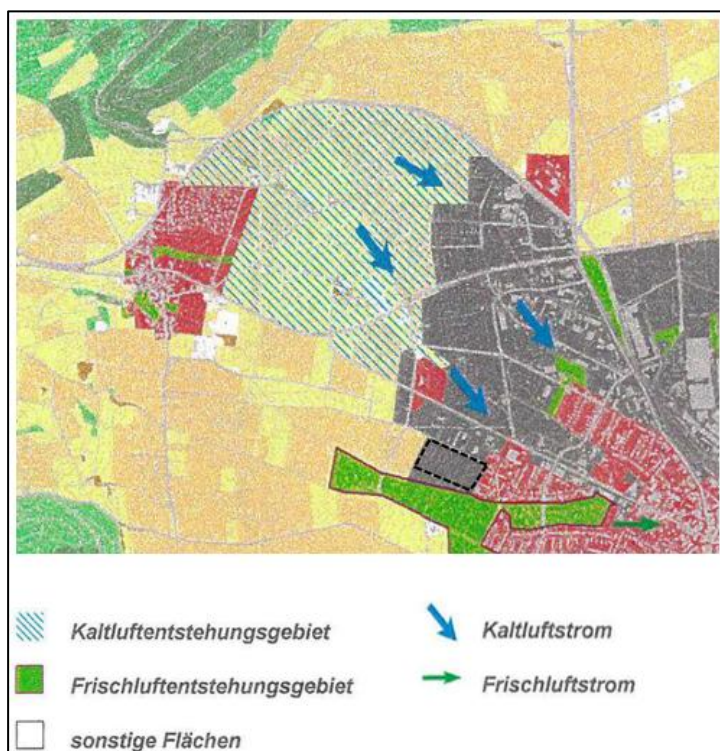 Kaltluftentstehungsgebiet
Kaltluftstrom
Frischluftentstehungsgebiet
Frischluftstrom
sonstige Flächen